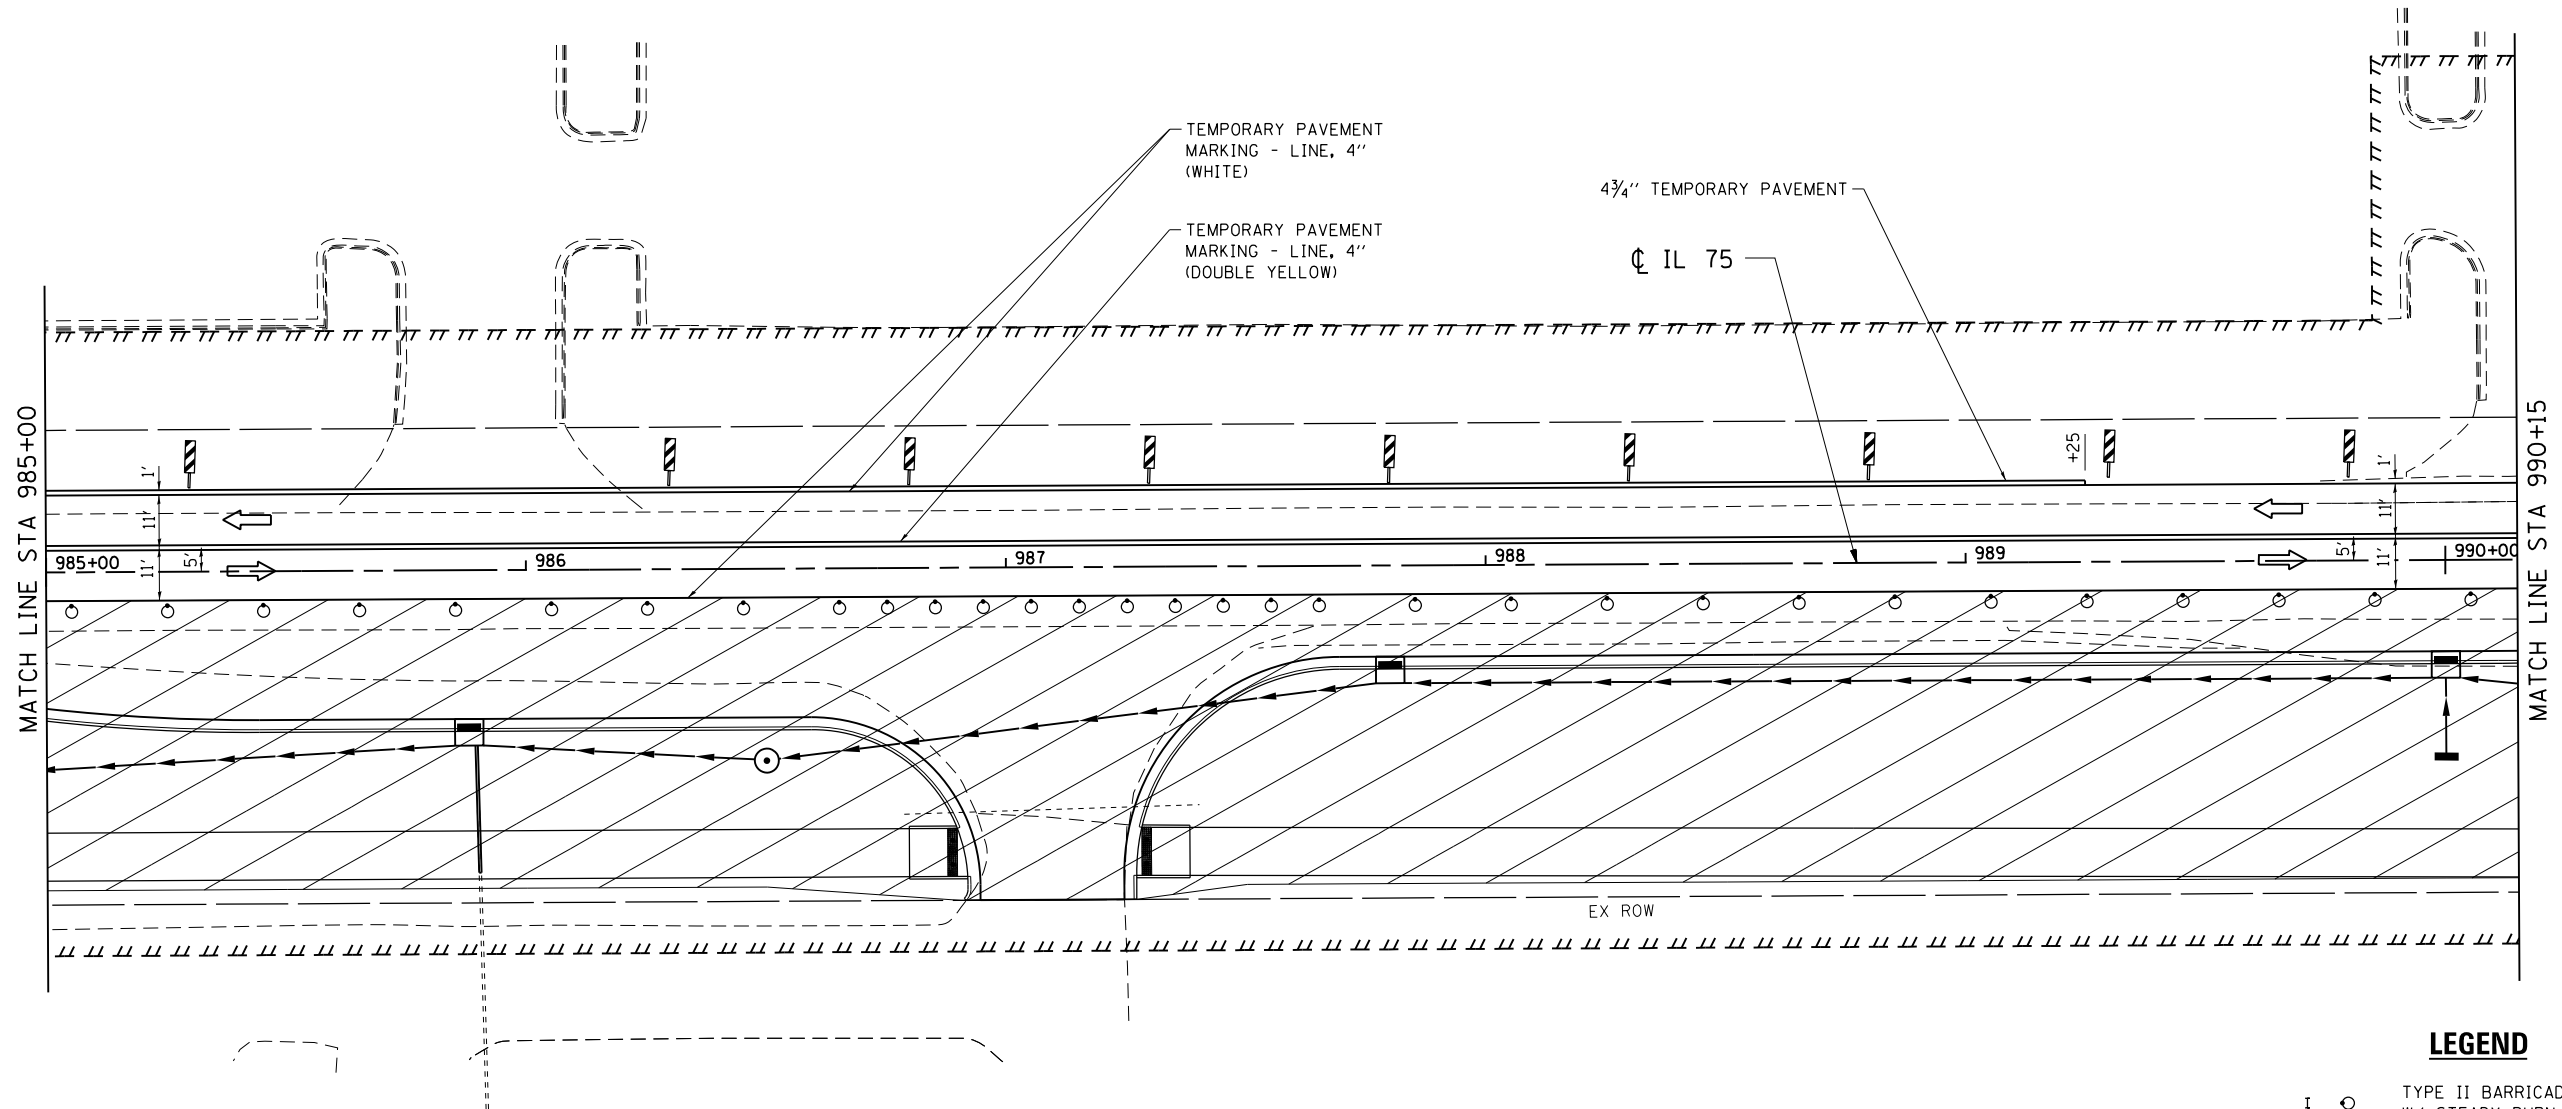 TEMPORARY PAVEMENT
MARKING - LINE, 4''
(WHITE)
TEMPORARY PAVEMENT
MARKING - LINE, 4''
(DOUBLE YELLOW)
4¾'' TEMPORARY PAVEMENT
℄ IL 75
MATCH LINE STA 985+00
MATCH LINE STA 990+15
1'
11'
11'
5'
+25
1'
11'
11'
5'
985+00
986
987
988
989
990+00
EX ROW
LEGEND
I
TYPE II BARRICAD